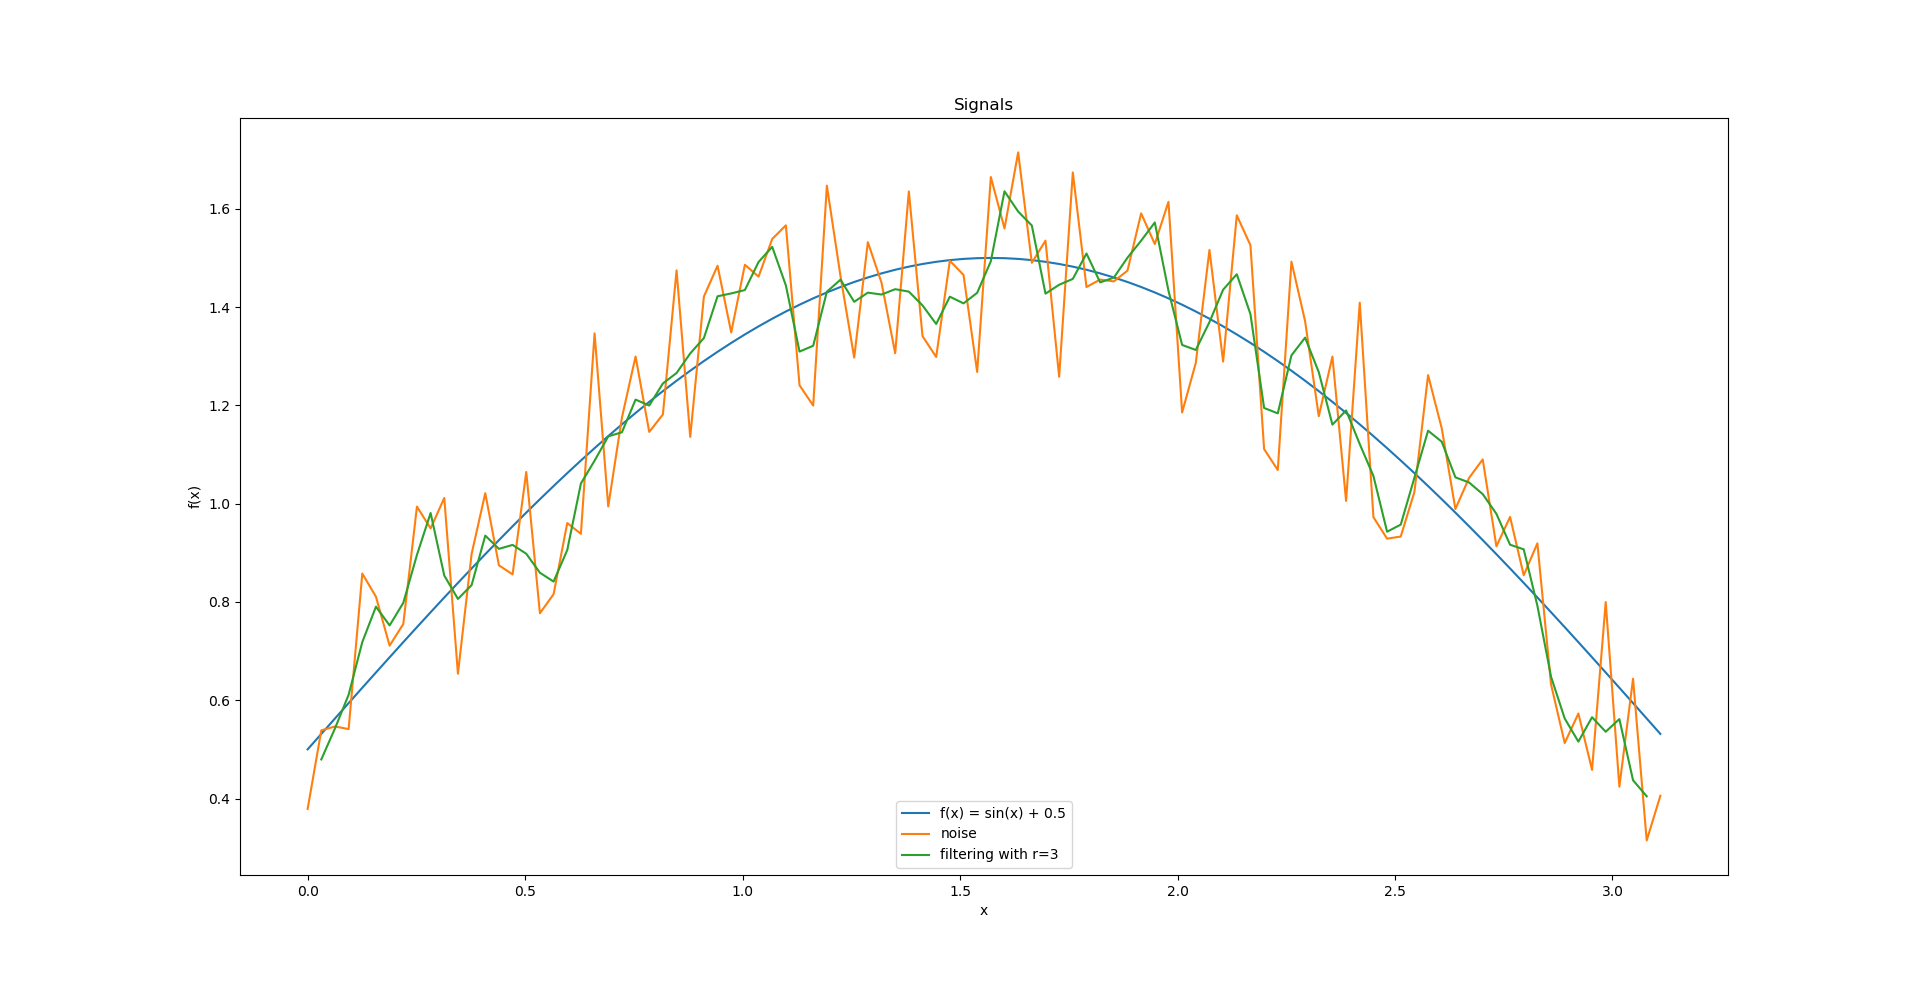 Signals
f(x)
1.6
1.4
1.2
1.0
0.8
0.6
0.4
f(x) = sin(x) + 0.5
noise
filtering with r=3
0.0 0.5 1.0 1.5 2.0 2.5 3.0
x